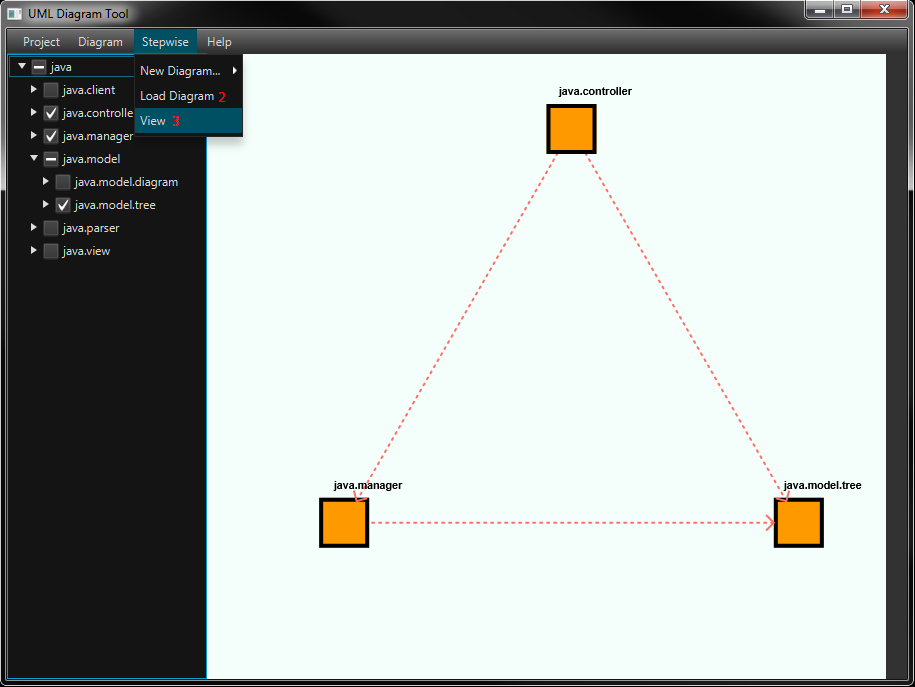 UML Diagram Tool
Project Diagram Stepwise Help
New Diagram...
Load Diagram 2
View 3
java
java.client
java.controlle
java.manager
java.model
java.model.diagram
java.model.tree
java.parser
java.view
java.controller
java.manager
java.model.tree